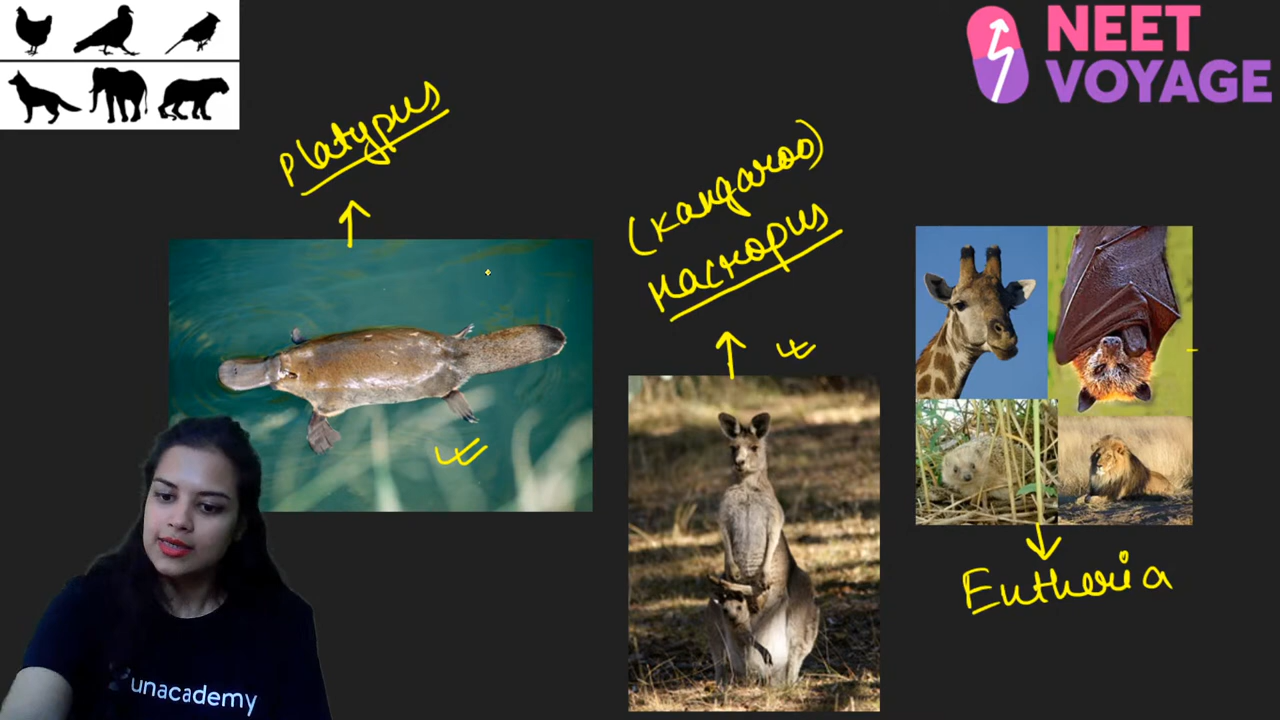 NEET
VOYAGE
Platypus
(Kangaroo)
Macropus
Eutheria
unacademy